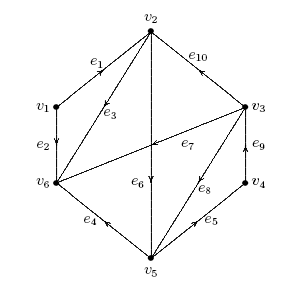 v₂
e₁
e₁₀
e₃
v₁
v₃
e₂
e₇
e₉
v₆
e₆
e₈
v₄
e₄
e₅
v₅